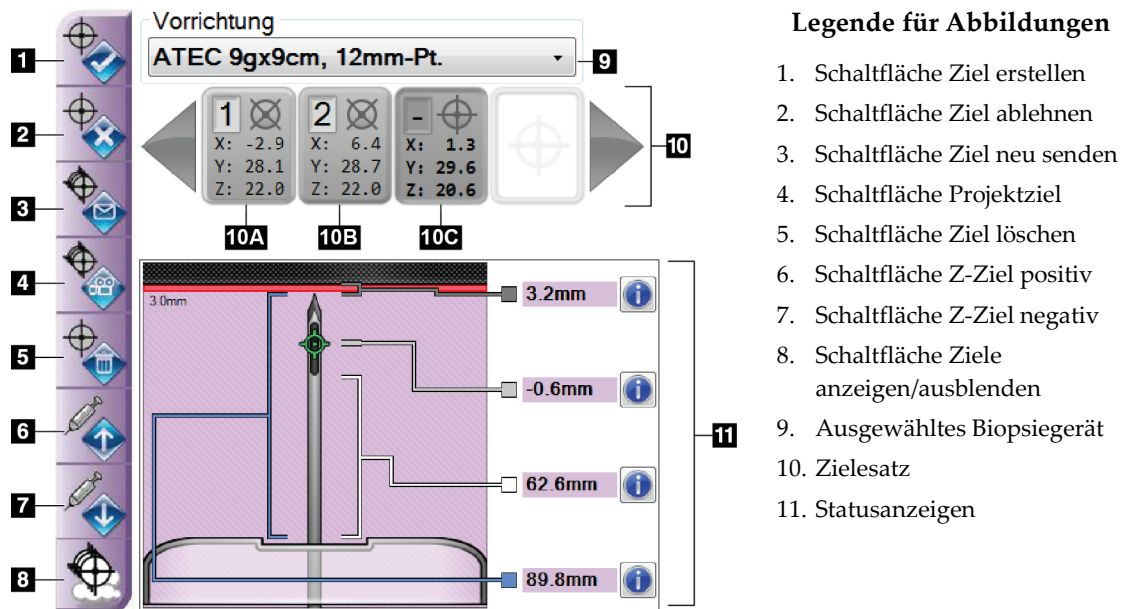 Vorrichtung
ATEC 9gx9cm, 12mm-Pt.
1
2
3
4
5
6
7
8
9
10
1
X: -2.9
Y: 28.1
Z: 22.0
2
X: 6.4
Y: 28.7
Z: 22.0
-
X: 1.3
Y: 29.6
Z: 20.6
10A
10B
10C
3.0mm
3.2mm
-0.6mm
62.6mm
89.8mm
11
Legende für Abbildungen
1. Schaltfläche Ziel erstellen
2. Schaltfläche Ziel ablehnen
3. Schaltfläche Ziel neu senden
4. Schaltfläche Projektziel
5. Schaltfläche Ziel löschen
6. Schaltfläche Z-Ziel positiv
7. Schaltfläche Z-Ziel negativ
8. Schaltfläche Ziele
anzeigen/ausblenden
9. Ausgewähltes Biopsiegerät
10. Zielesatz
11. Statusanzeigen